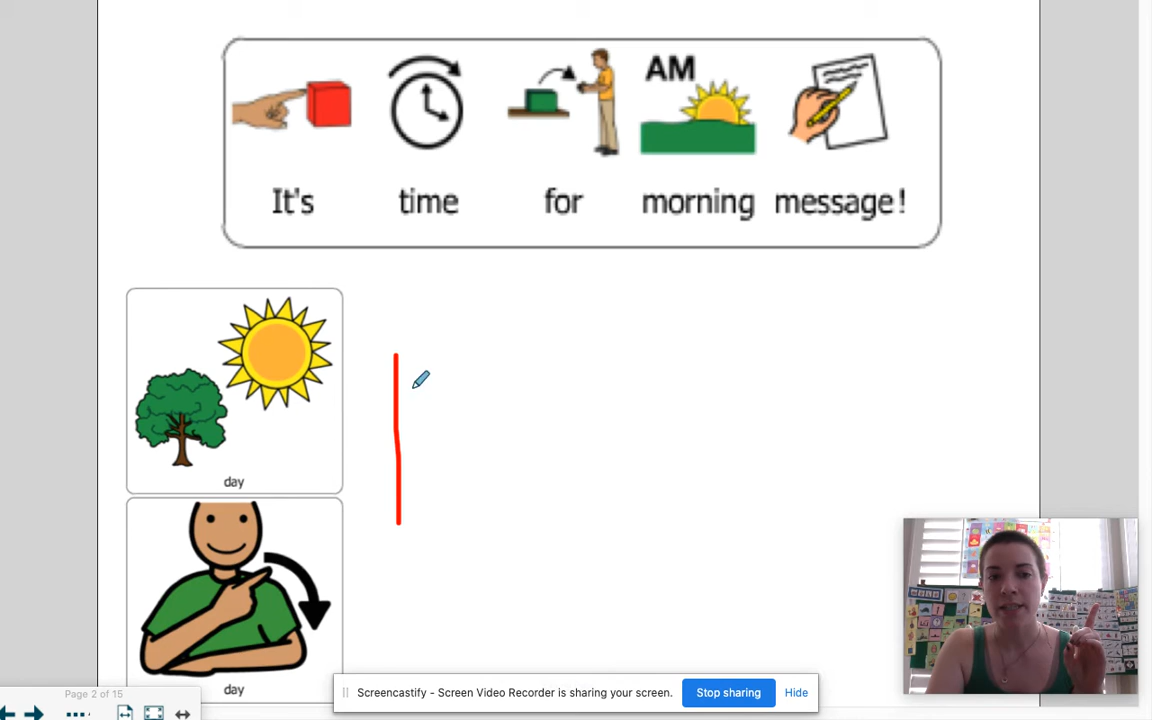 AM
It's time for morning message!
day
day
Page 2 of 15
Screencastify - Screen Video Recorder is sharing your screen. Stop sharing Hide